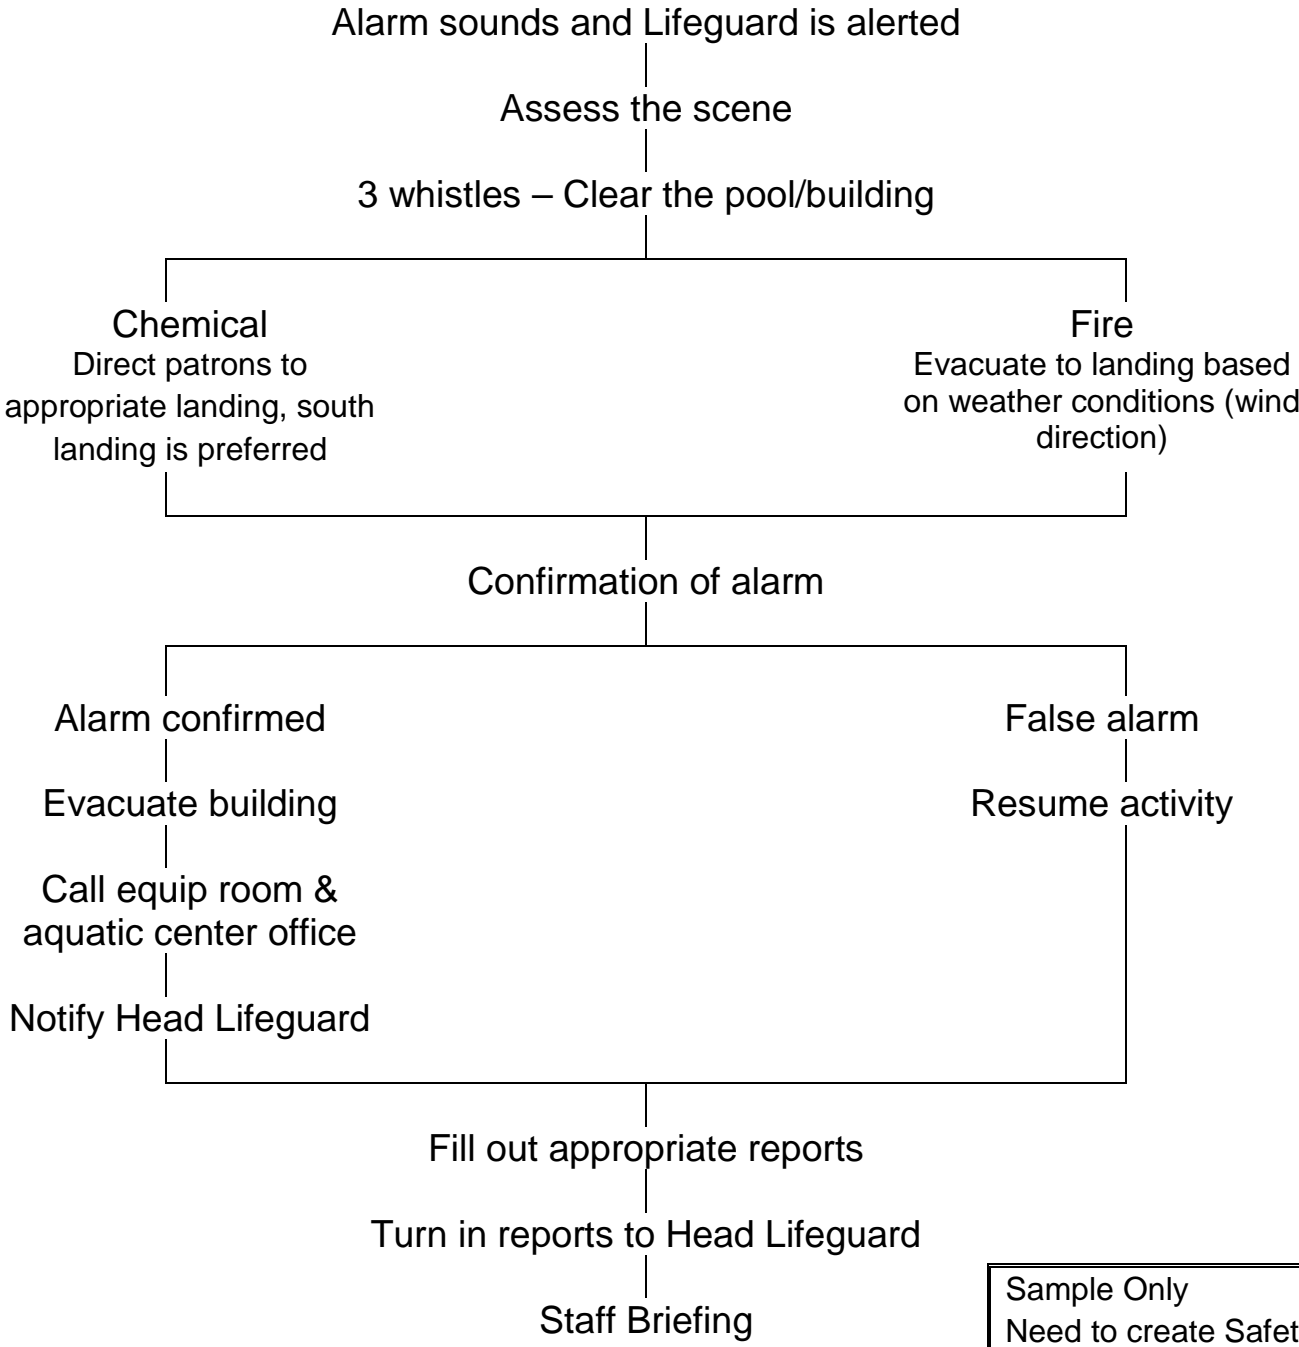 Alarm sounds and Lifeguard is alerted
Assess the scene
3 whistles – Clear the pool/building
Chemical
Direct patrons to
appropriate landing, south
landing is preferred
Fire
Evacuate to landing based
on weather conditions (wind
direction)
Confirmation of alarm
Alarm confirmed
Evacuate building
Call equip room &
aquatic center office
Notify Head Lifeguard
False alarm
Resume activity
Fill out appropriate reports
Turn in reports to Head Lifeguard
Staff Briefing
Sample Only
Need to create Safet